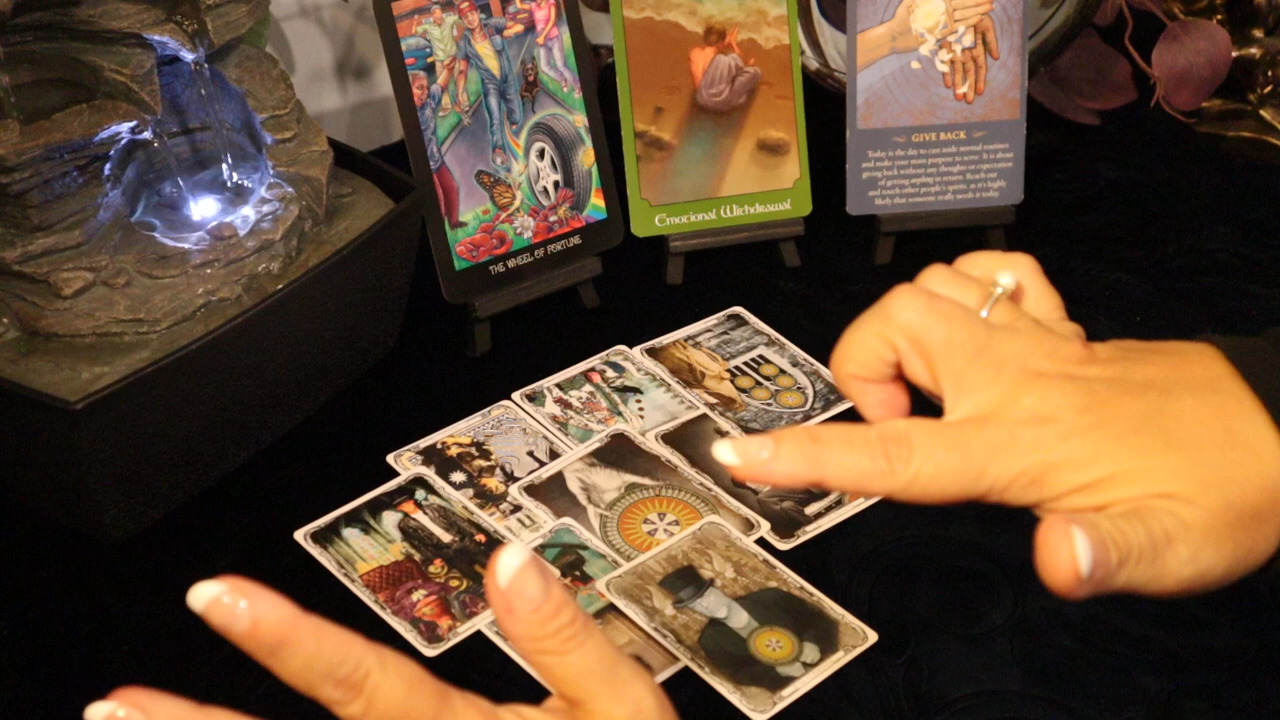 THE WHEEL OF FORTUNE
Emotional Withdrawal
GIVE BACK
Today is the day to cast aside normal routines
and make your main purpose to serve. It is about
giving back without any thoughts or expectation
of getting anything in return. Reach out
and touch other people's spirits, as it's highly
likely that someone really needs it today